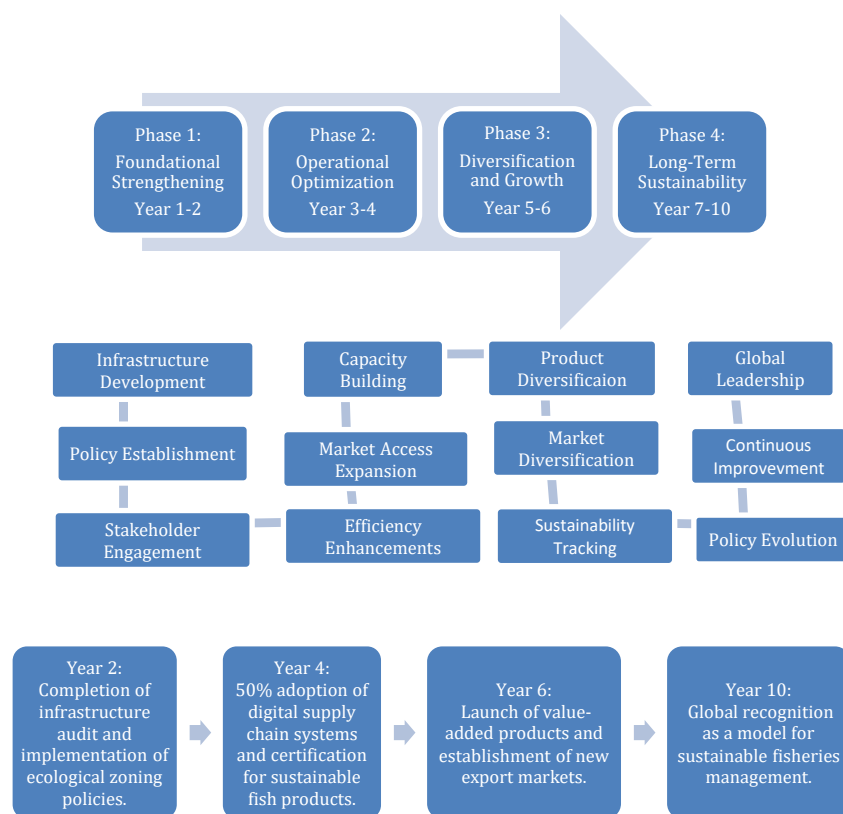 Phase 1:
Foundational
Strengthening
Year 1-2
Phase 2:
Operational
Optimization
Year 3-4
Phase 3:
Diversification
and Growth
Year 5-6
Phase 4:
Long-Term
Sustainability
Year 7-10
Infrastructure
Development
Policy Establishment
Stakeholder
Engagement
Efficiency
Enhancements
Market Access
Expansion
Capacity
Building
Product
Diversificaion
Market
Diversification
Sustainability
Tracking
Policy Evolution
Continuous
Improvevment
Global
Leadership
Year 2:
Completion of
infrastructure
audit and
implementation of
ecological zoning
policies.
Year 4:
50% adoption of
digital supply
chain systems
and certification
for sustainable
fish products.
Year 6:
Launch of value-
added products and
establishment of new
export markets.
Year 10:
Global recognition
as a model for
sustainable fisheries
management.